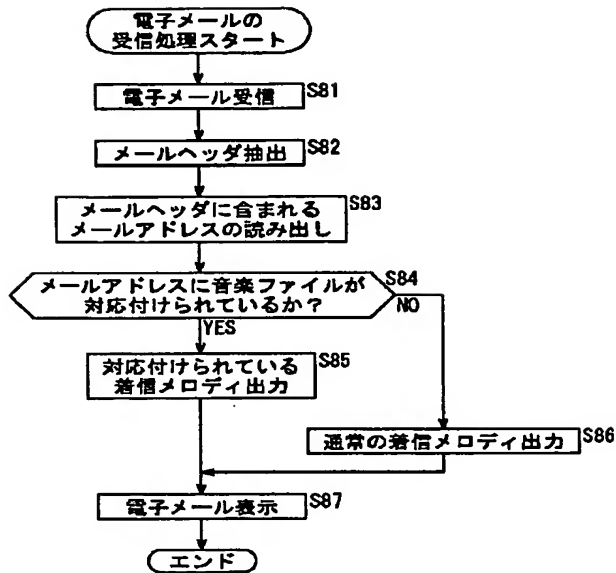 電子メールの
受信処理スタート
電子メール受信 S81
メールヘッダ抽出 S82
メールヘッダに含まれる
メールアドレスの読み出し S83
メールアドレスに音楽ファイルが
対応付けられているか? S84
YES
NO
対応付けられている
着信メロディ出力 S85
通常の着信メロディ出力 S86
電子メール表示 S87
エンド